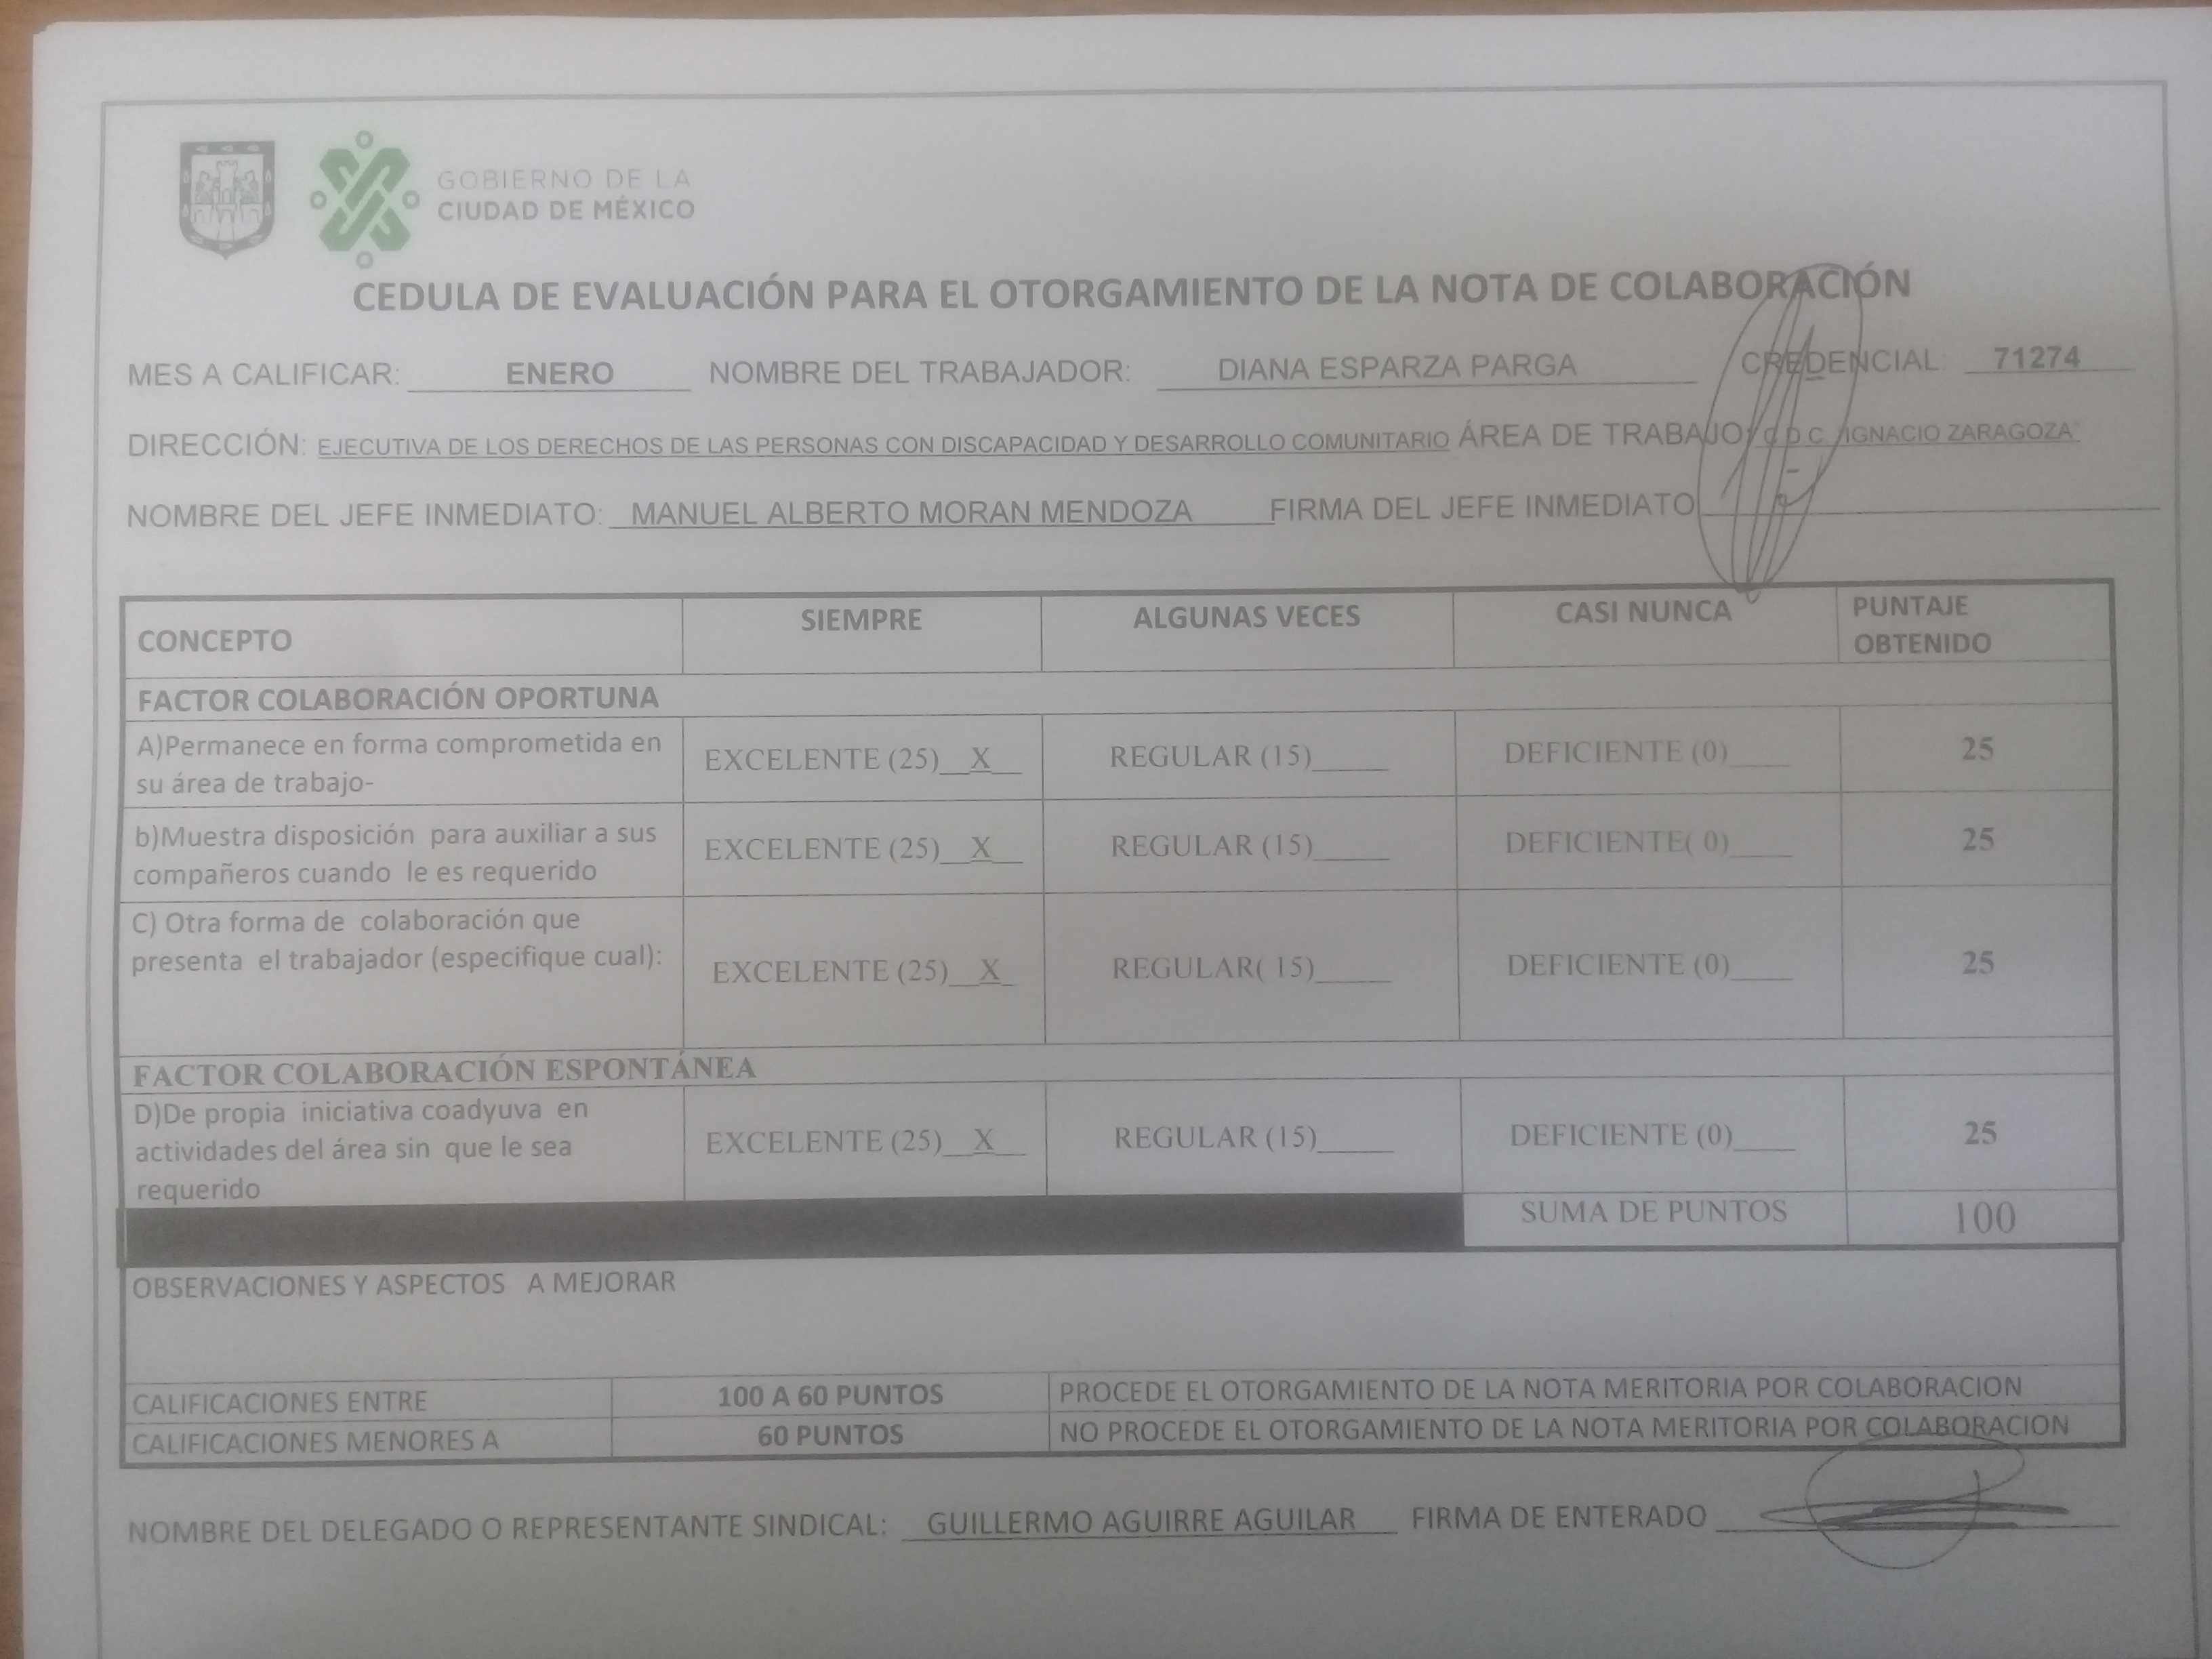 GOBIERNO DE LA
CIUDAD DE MÉXICO
CEDULA DE EVALUACIÓN PARA EL OTORGAMIENTO DE LA NOTA DE COLABORACIÓN
MES A CALIFICAR: ENERO NOMBRE DEL TRABAJADOR: DIANA ESPARZA PARGA CREDENCIAL: 71274
DIRECCIÓN: EJECUTIVA DE LOS DERECHOS DE LAS PERSONAS CON DISCAPACIDAD Y DESARROLLO COMUNITARIO ÁREA DE TRABAJO: C.D.C. "IGNACIO ZARAGOZA"
NOMBRE DEL JEFE INMEDIATO: MANUEL ALBERTO MORAN MENDOZA FIRMA DEL JEFE INMEDIATO
CONCEPTO SIEMPRE ALGUNAS VECES CASI NUNCA PUNTAJE
OBTENIDO
FACTOR COLABORACIÓN OPORTUNA
A)Permanece en forma comprometida en
su área de trabajo-
EXCELENTE (25)__X__ REGULAR (15)_____ DEFICIENTE (0)____ 25
b)Muestra disposición para auxiliar a sus
compañeros cuando le es requerido
EXCELENTE (25)__X__ REGULAR (15)_____ DEFICIENTE( 0)____ 25
C) Otra forma de colaboración que
presenta el trabajador (especifique cual):
EXCELENTE (25)__X_ REGULAR( 15)_____ DEFICIENTE (0)____ 25
FACTOR COLABORACIÓN ESPONTÁNEA
D)De propia iniciativa coadyuva en
actividades del área sin que le sea
requerido
EXCELENTE (25)__X__ REGULAR (15)_____ DEFICIENTE (0)____ 25
SUMA DE PUNTOS 100
OBSERVACIONES Y ASPECTOS A MEJORAR
CALIFICACIONES ENTRE 100 A 60 PUNTOS PROCEDE EL OTORGAMIENTO DE LA NOTA MERITORIA POR COLABORACION
CALIFICACIONES MENORES A 60 PUNTOS NO PROCEDE EL OTORGAMIENTO DE LA NOTA MERITORIA POR COLABORACION
NOMBRE DEL DELEGADO O REPRESENTANTE SINDICAL: GUILLERMO AGUIRRE AGUILAR FIRMA DE ENTERADO